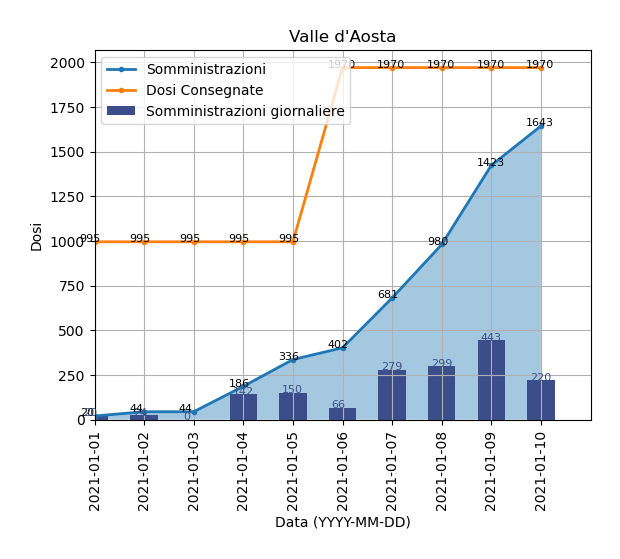 Valle d'Aosta
Somministrazioni
Dosi Consegnate
Somministrazioni giornaliere
Dosi
2000
1750
1500
1250
1000
750
500
250
0
1970 1970 1970 1970 1970
995 995 995 995 995
20 44 44 186 336 402 681 980 1423 1643
0 142 150 66 279 299 443 220
2021-01-01
2021-01-02
2021-01-03
2021-01-04
2021-01-05
2021-01-06
2021-01-07
2021-01-08
2021-01-09
2021-01-10
Data (YYYY-MM-DD)